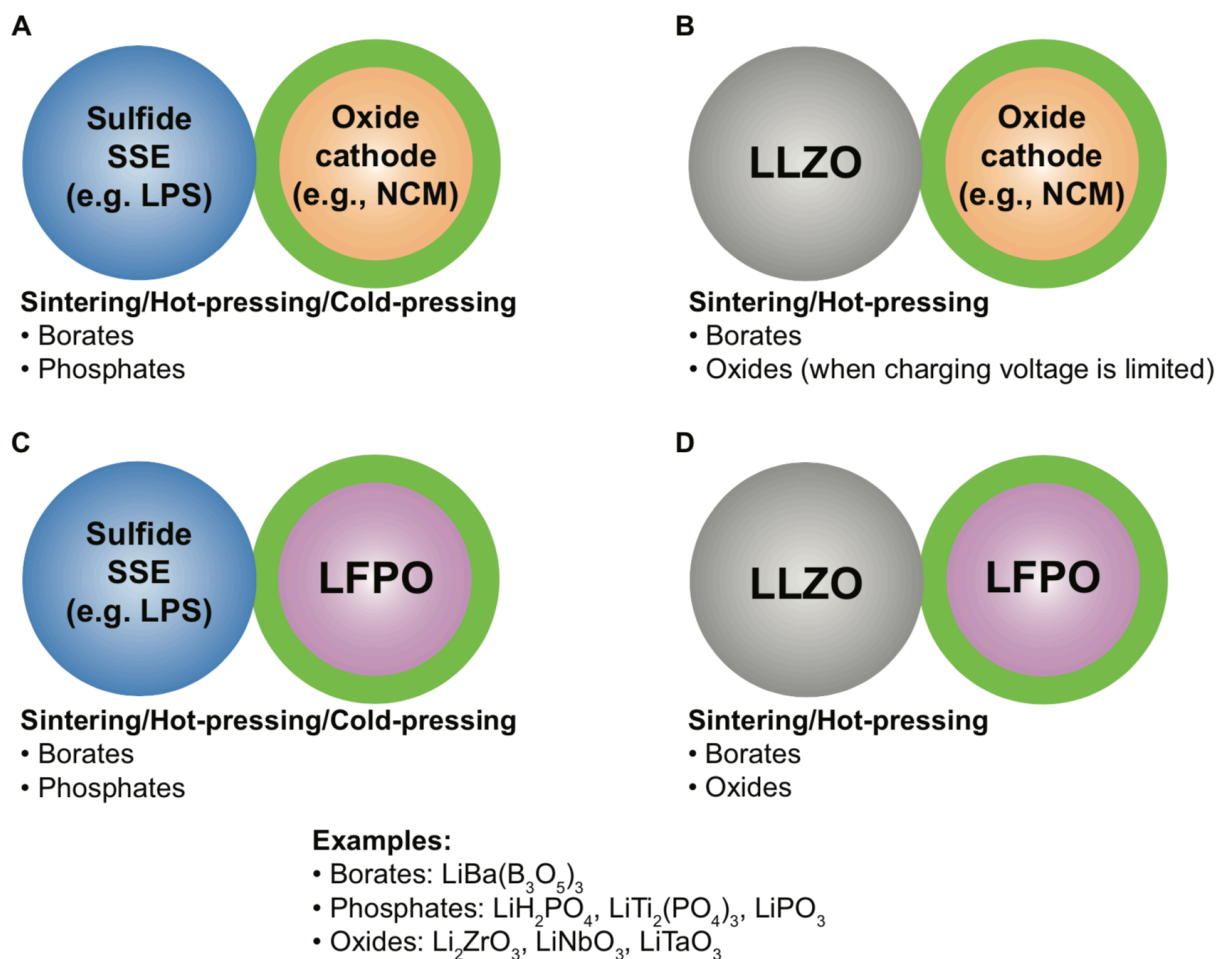 A
Sulfide
SSE
(e.g. LPS)
Oxide
cathode
(e.g., NCM)
Sintering/Hot-pressing/Cold-pressing
• Borates
• Phosphates
B
LLZO
Oxide
cathode
(e.g., NCM)
Sintering/Hot-pressing
• Borates
• Oxides (when charging voltage is limited)
C
Sulfide
SSE
(e.g. LPS)
LFPO
Sintering/Hot-pressing/Cold-pressing
• Borates
• Phosphates
D
LLZO
LFPO
Sintering/Hot-pressing
• Borates
• Oxides
Examples:
• Borates: LiBa(B₃O₅)₃
• Phosphates: LiH₂PO₄, LiTi₂(PO₄)₃, LiPO₃
• Oxides: Li₂ZrO₃, LiNbO₃, LiTaO₃